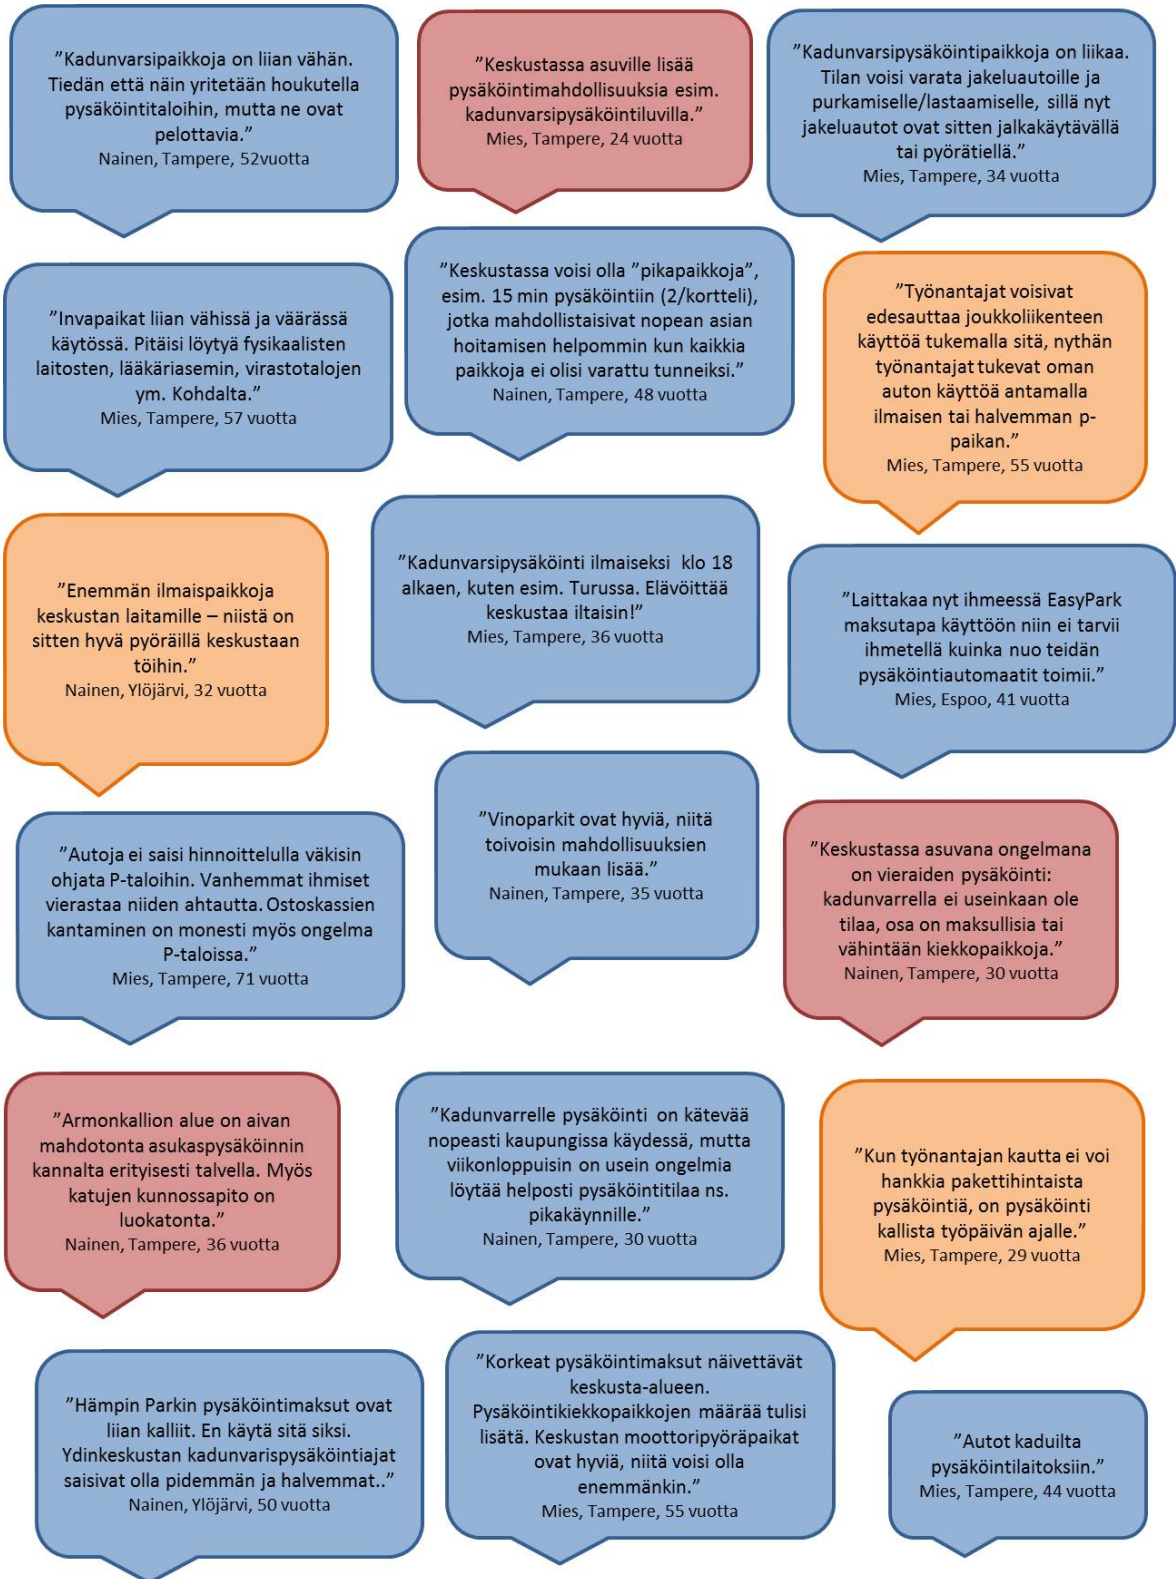 ”Kadunvarsipaikkoja on liian vähän.
Tiedän että näin yritetään houkutella
pysäköintitaloihin, mutta ne ovat
pelottavia.”
Nainen, Tampere, 52vuotta
”Keskustassa asuville lisää
pysäköintimahdollisuuksia esim.
kadunvarsipysäköintiluvilla.”
Mies, Tampere, 24 vuotta
”Kadunvarsipysäköintipaikkoja on liikaa.
Tilan voisi varata jakeluautoille ja
purkamiselle/lastaamiselle, sillä nyt
jakeluautot ovat sitten jalkakäytävällä
tai pyörätiellä.”
Mies, Tampere, 34 vuotta
”Invapaikat liian vähissä ja väärässä
käytössä. Pitäisi löytyä fysikaalisten
laitosten, lääkäriasemin, virastotalojen
ym. Kohdalta.”
Mies, Tampere, 57 vuotta
”Keskustassa voisi olla ”pikapaikkoja”,
esim. 15 min pysäköintiin (2/kortteli),
jotka mahdollistaisivat nopean asian
hoitamisen helpommin kun kaikkia
paikkoja ei olisi varattu tunneiksi.”
Nainen, Tampere, 48 vuotta
”Työnantajat voisivat
edesauttaa joukkoliikenteen
käyttöä tukemalla sitä, nythän
työnantajat tukevat oman
auton käyttöä antamalla
ilmaisen tai halvemman p-
paikan.”
Mies, Tampere, 55 vuotta
”Enemmän ilmaispaikkoja
keskustan laitamille – niistä on
sitten hyvä pyöräillä keskustaan
töihin.”
Nainen, Ylöjärvi, 32 vuotta
”Kadunvarsipysäköinti ilmaiseksi klo 18
alkaen, kuten esim. Turussa. Elävöittää
keskustaa iltaisin!”
Mies, Tampere, 36 vuotta
”Laittakaa nyt ihmeessä EasyPark
maksutapa käyttöön niin ei tarvii
ihmetellä kuinka nuo teidän
pysäköintiautomaatit toimii.”
Mies, Espoo, 41 vuotta
”Autoja ei saisi hinnoittelulla väkisin
ohjata P-taloihin. Vanhemmat ihmiset
vierastaa niiden ahtautta. Ostoskassien
kantaminen on monesti myös ongelma
P-taloissa.”
Mies, Tampere, 71 vuotta
”Vinoparkit ovat hyviä, niitä
toivoisin mahdollisuuksien
mukaan lisää.”
Nainen, Tampere, 35 vuotta
”Keskustassa asuvana ongelmana
on vieraiden pysäköinti:
kadunvarrella ei useinkaan ole
tilaa, osa on maksullisia tai
vähintään kiekkopaikkoja.”
Nainen, Tampere, 30 vuotta
”Armonkallion alue on aivan
mahdotonta asukaspysäköinnin
kannalta erityisesti talvella. Myös
katujen kunnossapito on
luokatonta.”
Nainen, Tampere, 36 vuotta
”Kadunvarrelle pysäköinti on kätevää
nopeasti kaupungissa käydessä, mutta
viikonloppuisin on usein ongelmia
löytää helposti pysäköintitilaa ns.
pikakäynnille.”
Nainen, Tampere, 30 vuotta
”Kun työnantajan kautta ei voi
hankkia pakettihintaista
pysäköintiä, on pysäköinti
kallista työpäivän ajalle.”
Mies, Tampere, 29 vuotta
”Hämpin Parkin pysäköintimaksut ovat
liian kalliit. En käytä sitä siksi.
Ydinkeskustan kadunvarispysäköintiajat
saisivat olla pidemmän ja halvemmat..”
Nainen, Ylöjärvi, 50 vuotta
”Korkeat pysäköintimaksut näivettävät
keskusta-alueen.
Pysäköintikiekkopaikkojen määrää tulisi
lisätä. Keskustan moottoripyöräpaikat
ovat hyviä, niitä voisi olla
enemmänkin.”
Mies, Tampere, 55 vuotta
”Autot kaduilta
pysäköintilaitoksiin.”
Mies, Tampere, 44 vuotta